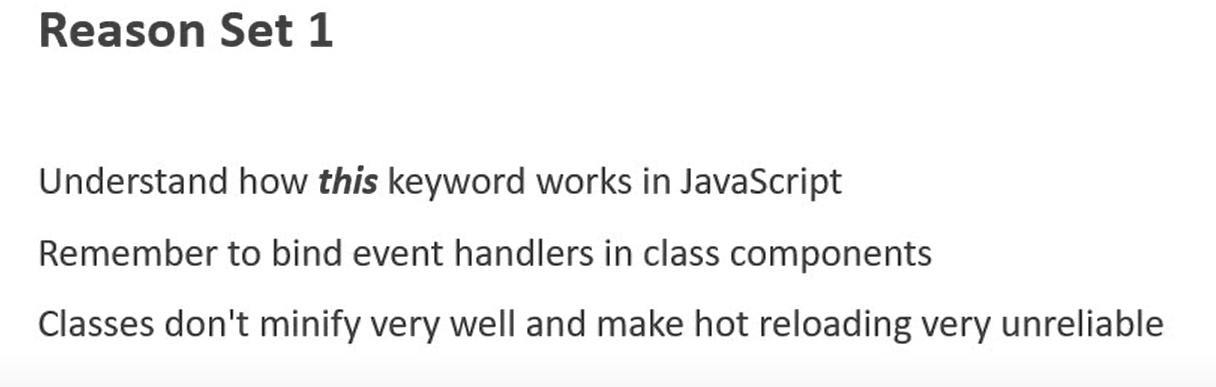 Reason Set 1
Understand how this keyword works in JavaScript
Remember to bind event handlers in class components
Classes don't minify very well and make hot reloading very unreliable